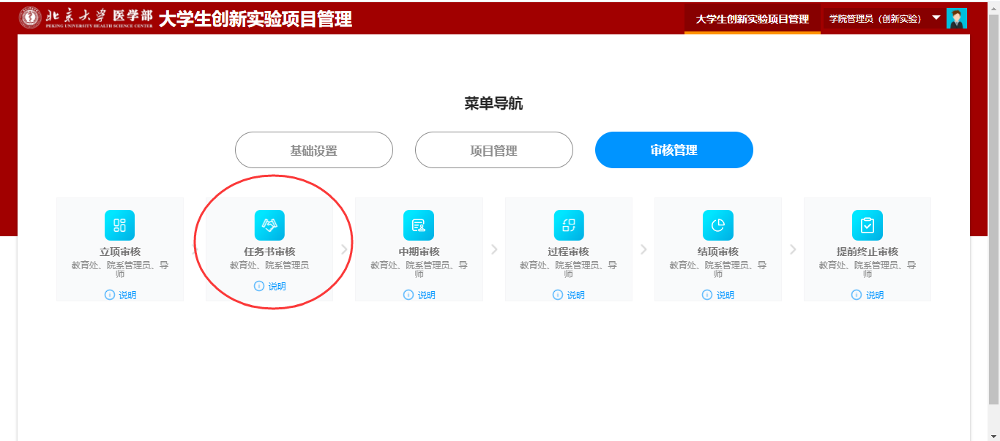 北京大学 医学部 大学生创新实验项目管理
PEKING UNIVERSITY HEALTH SCIENCE CENTER
大学生创新实验项目管理
学院管理员（创新实验）
菜单导航
基础设置
项目管理
审核管理
立项审核
教育处、院系管理员、导
师
说明
任务书审核
教育处、院系管理员
说明
中期审核
教育处、院系管理员、导
师
说明
过程审核
教育处、院系管理员、导
师
说明
结项审核
教育处、院系管理员、导
师
说明
提前终止审核
教育处、院系管理员、导
师
说明